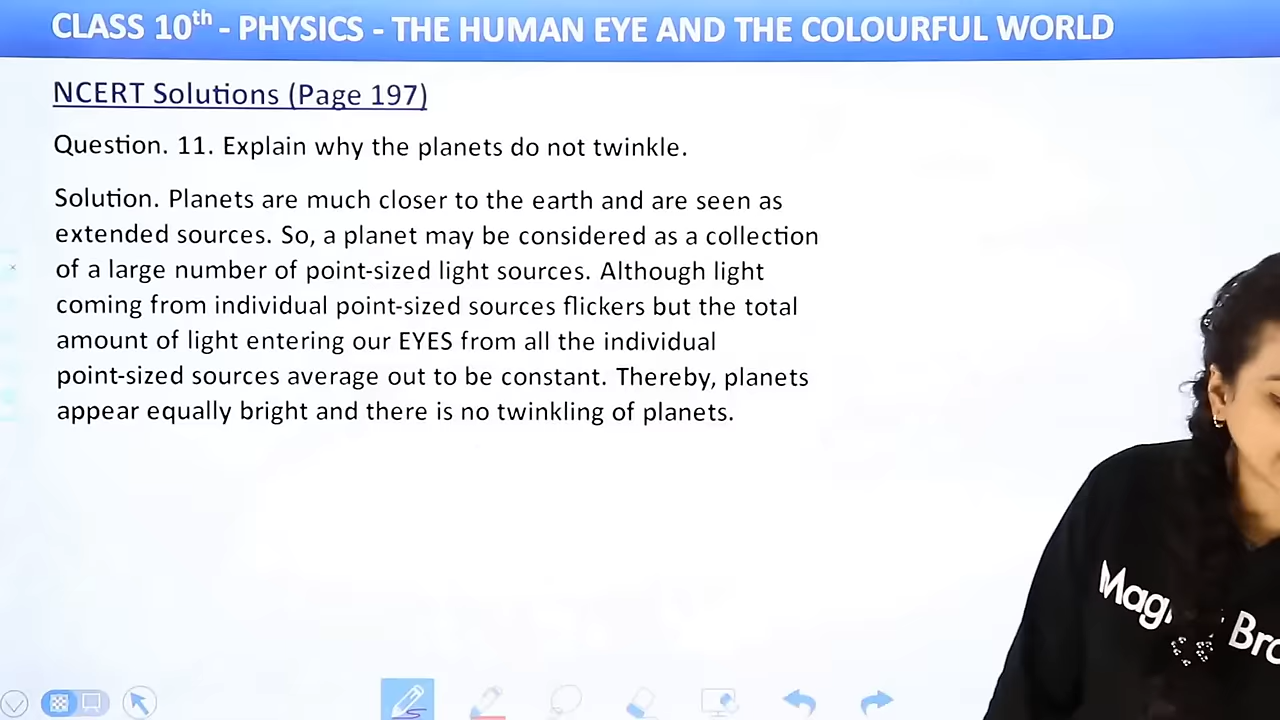 CLASS 10th - PHYSICS - THE HUMAN EYE AND THE COLOURFUL WORLD
NCERT Solutions (Page 197)
Question. 11. Explain why the planets do not twinkle.
Solution. Planets are much closer to the earth and are seen as
extended sources. So, a planet may be considered as a collection
of a large number of point-sized light sources. Although light
coming from individual point-sized sources flickers but the total
amount of light entering our EYES from all the individual
point-sized sources average out to be constant. Thereby, planets
appear equally bright and there is no twinkling of planets.